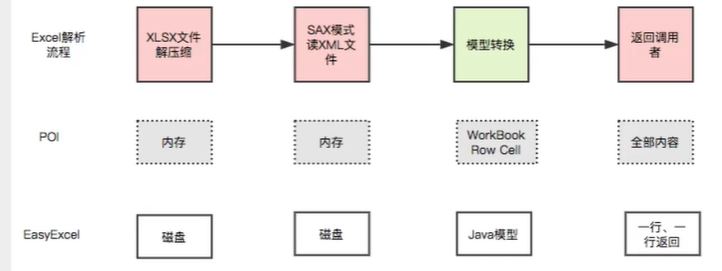 Excel解析
流程
XLSX文件
解压缩
SAX模式
读XML文
件
模型转换
返回调用
者
POI
内存
内存
WorkBook
Row Cell
全部内容
EasyExcel
磁盘
磁盘
Java模型
一行、一
行返回